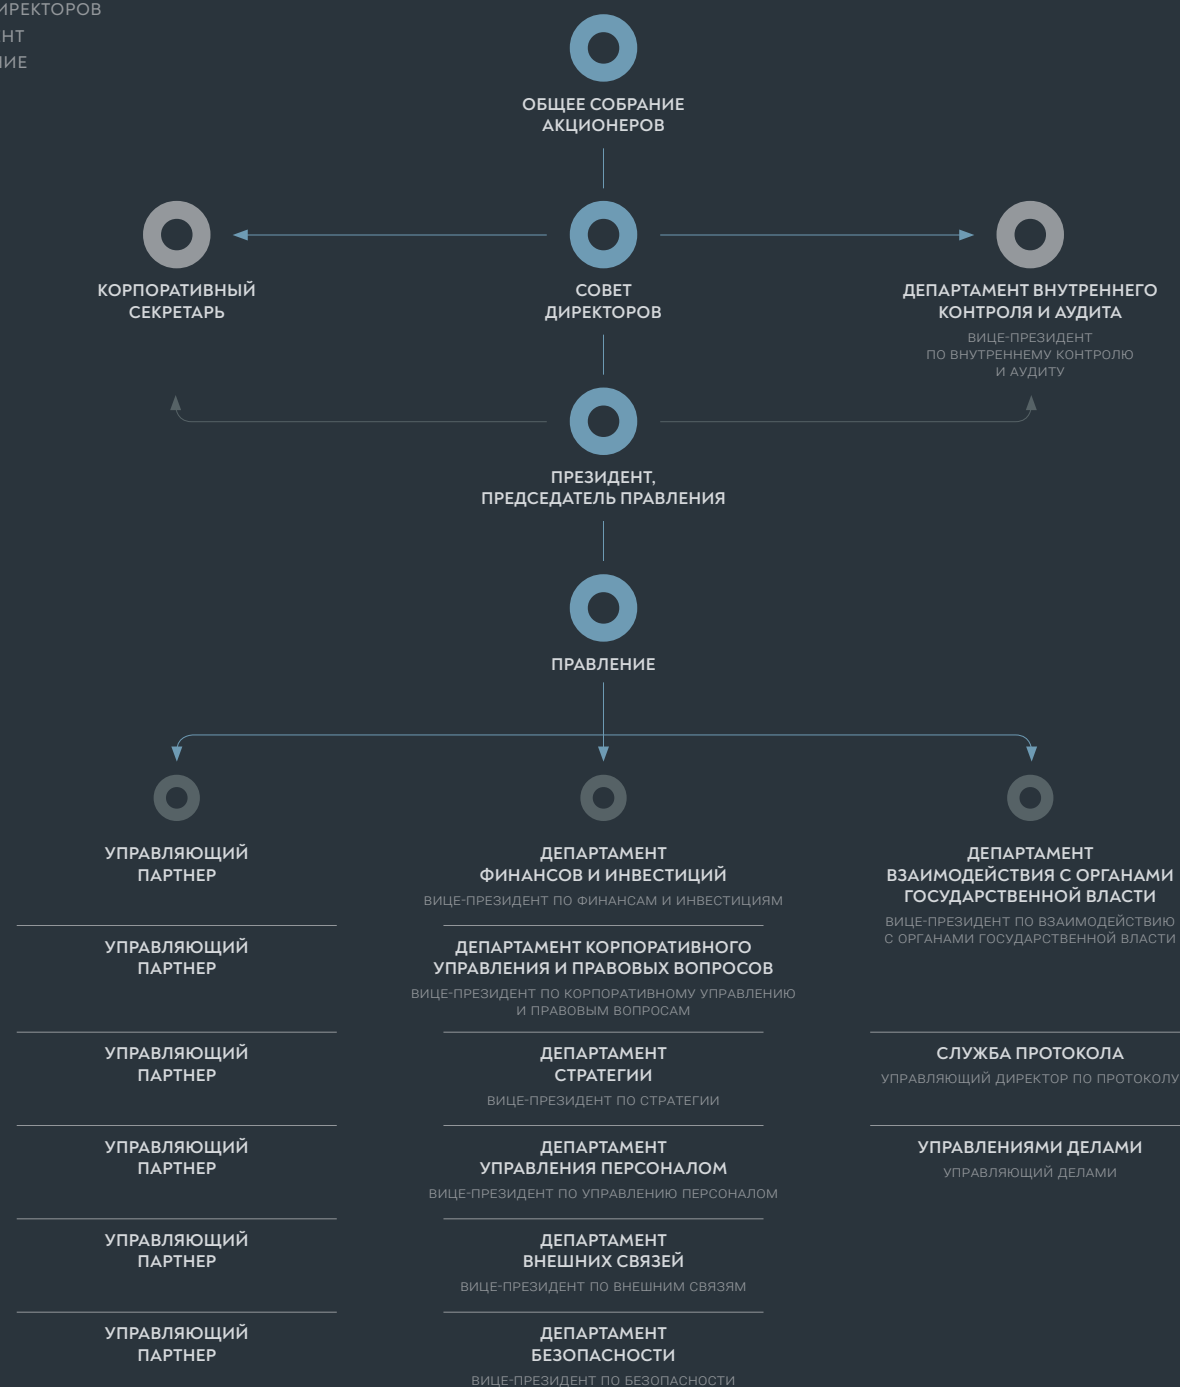 ИРЕКТОРОВ
НТ
ИЕ
ОБЩЕЕ СОБРАНИЕ
АКЦИОНЕРОВ
КОРПОРАТИВНЫЙ
СЕКРЕТАРЬ
СОВЕТ
ДИРЕКТОРОВ
ДЕПАРТАМЕНТ ВНУТРЕННЕГО
КОНТРОЛЯ И АУДИТА
ВИЦЕ-ПРЕЗИДЕНТ
ПО ВНУТРЕННЕМУ КОНТРОЛЮ
И АУДИТУ
ПРЕЗИДЕНТ,
ПРЕДСЕДАТЕЛЬ ПРАВЛЕНИЯ
ПРАВЛЕНИЕ
УПРАВЛЯЮЩИЙ
ПАРТНЕР
УПРАВЛЯЮЩИЙ
ПАРТНЕР
УПРАВЛЯЮЩИЙ
ПАРТНЕР
УПРАВЛЯЮЩИЙ
ПАРТНЕР
УПРАВЛЯЮЩИЙ
ПАРТНЕР
УПРАВЛЯЮЩИЙ
ПАРТНЕР
ДЕПАРТАМЕНТ
ФИНАНСОВ И ИНВЕСТИЦИЙ
ВИЦЕ-ПРЕЗИДЕНТ ПО ФИНАНСАМ И ИНВЕСТИЦИЯМ
ДЕПАРТАМЕНТ КОРПОРАТИВНОГО
УПРАВЛЕНИЯ И ПРАВОВЫХ ВОПРОСОВ
ВИЦЕ-ПРЕЗИДЕНТ ПО КОРПОРАТИВНОМУ УПРАВЛЕНИЮ
И ПРАВОВЫМ ВОПРОСАМ
ДЕПАРТАМЕНТ
СТРАТЕГИИ
ВИЦЕ-ПРЕЗИДЕНТ ПО СТРАТЕГИИ
ДЕПАРТАМЕНТ
УПРАВЛЕНИЯ ПЕРСОНАЛОМ
ВИЦЕ-ПРЕЗИДЕНТ ПО УПРАВЛЕНИЮ ПЕРСОНАЛОМ
ДЕПАРТАМЕНТ
ВНЕШНИХ СВЯЗЕЙ
ВИЦЕ-ПРЕЗИДЕНТ ПО ВНЕШНИМ СВЯЗЯМ
ДЕПАРТАМЕНТ
БЕЗОПАСНОСТИ
ВИЦЕ-ПРЕЗИДЕНТ ПО БЕЗОПАСНОСТИ
ДЕПАРТАМЕНТ
ВЗАИМОДЕЙСТВИЯ С ОРГАНАМИ
ГОСУДАРСТВЕННОЙ ВЛАСТИ
ВИЦЕ-ПРЕЗИДЕНТ ПО ВЗАИМОДЕЙСТВИЮ
С ОРГАНАМИ ГОСУДАРСТВЕННОЙ ВЛАСТИ
СЛУЖБА ПРОТОКОЛА
УПРАВЛЯЮЩИЙ ДИРЕКТОР ПО ПРОТОКОЛУ
УПРАВЛЕНИЯМИ ДЕЛАМИ
УПРАВЛЯЮЩИЙ ДЕЛАМИ